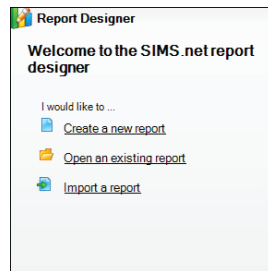 Report Designer
Welcome to the SIMS.net report
designer
I would like to ...
Create a new report
Open an existing report
Import a report